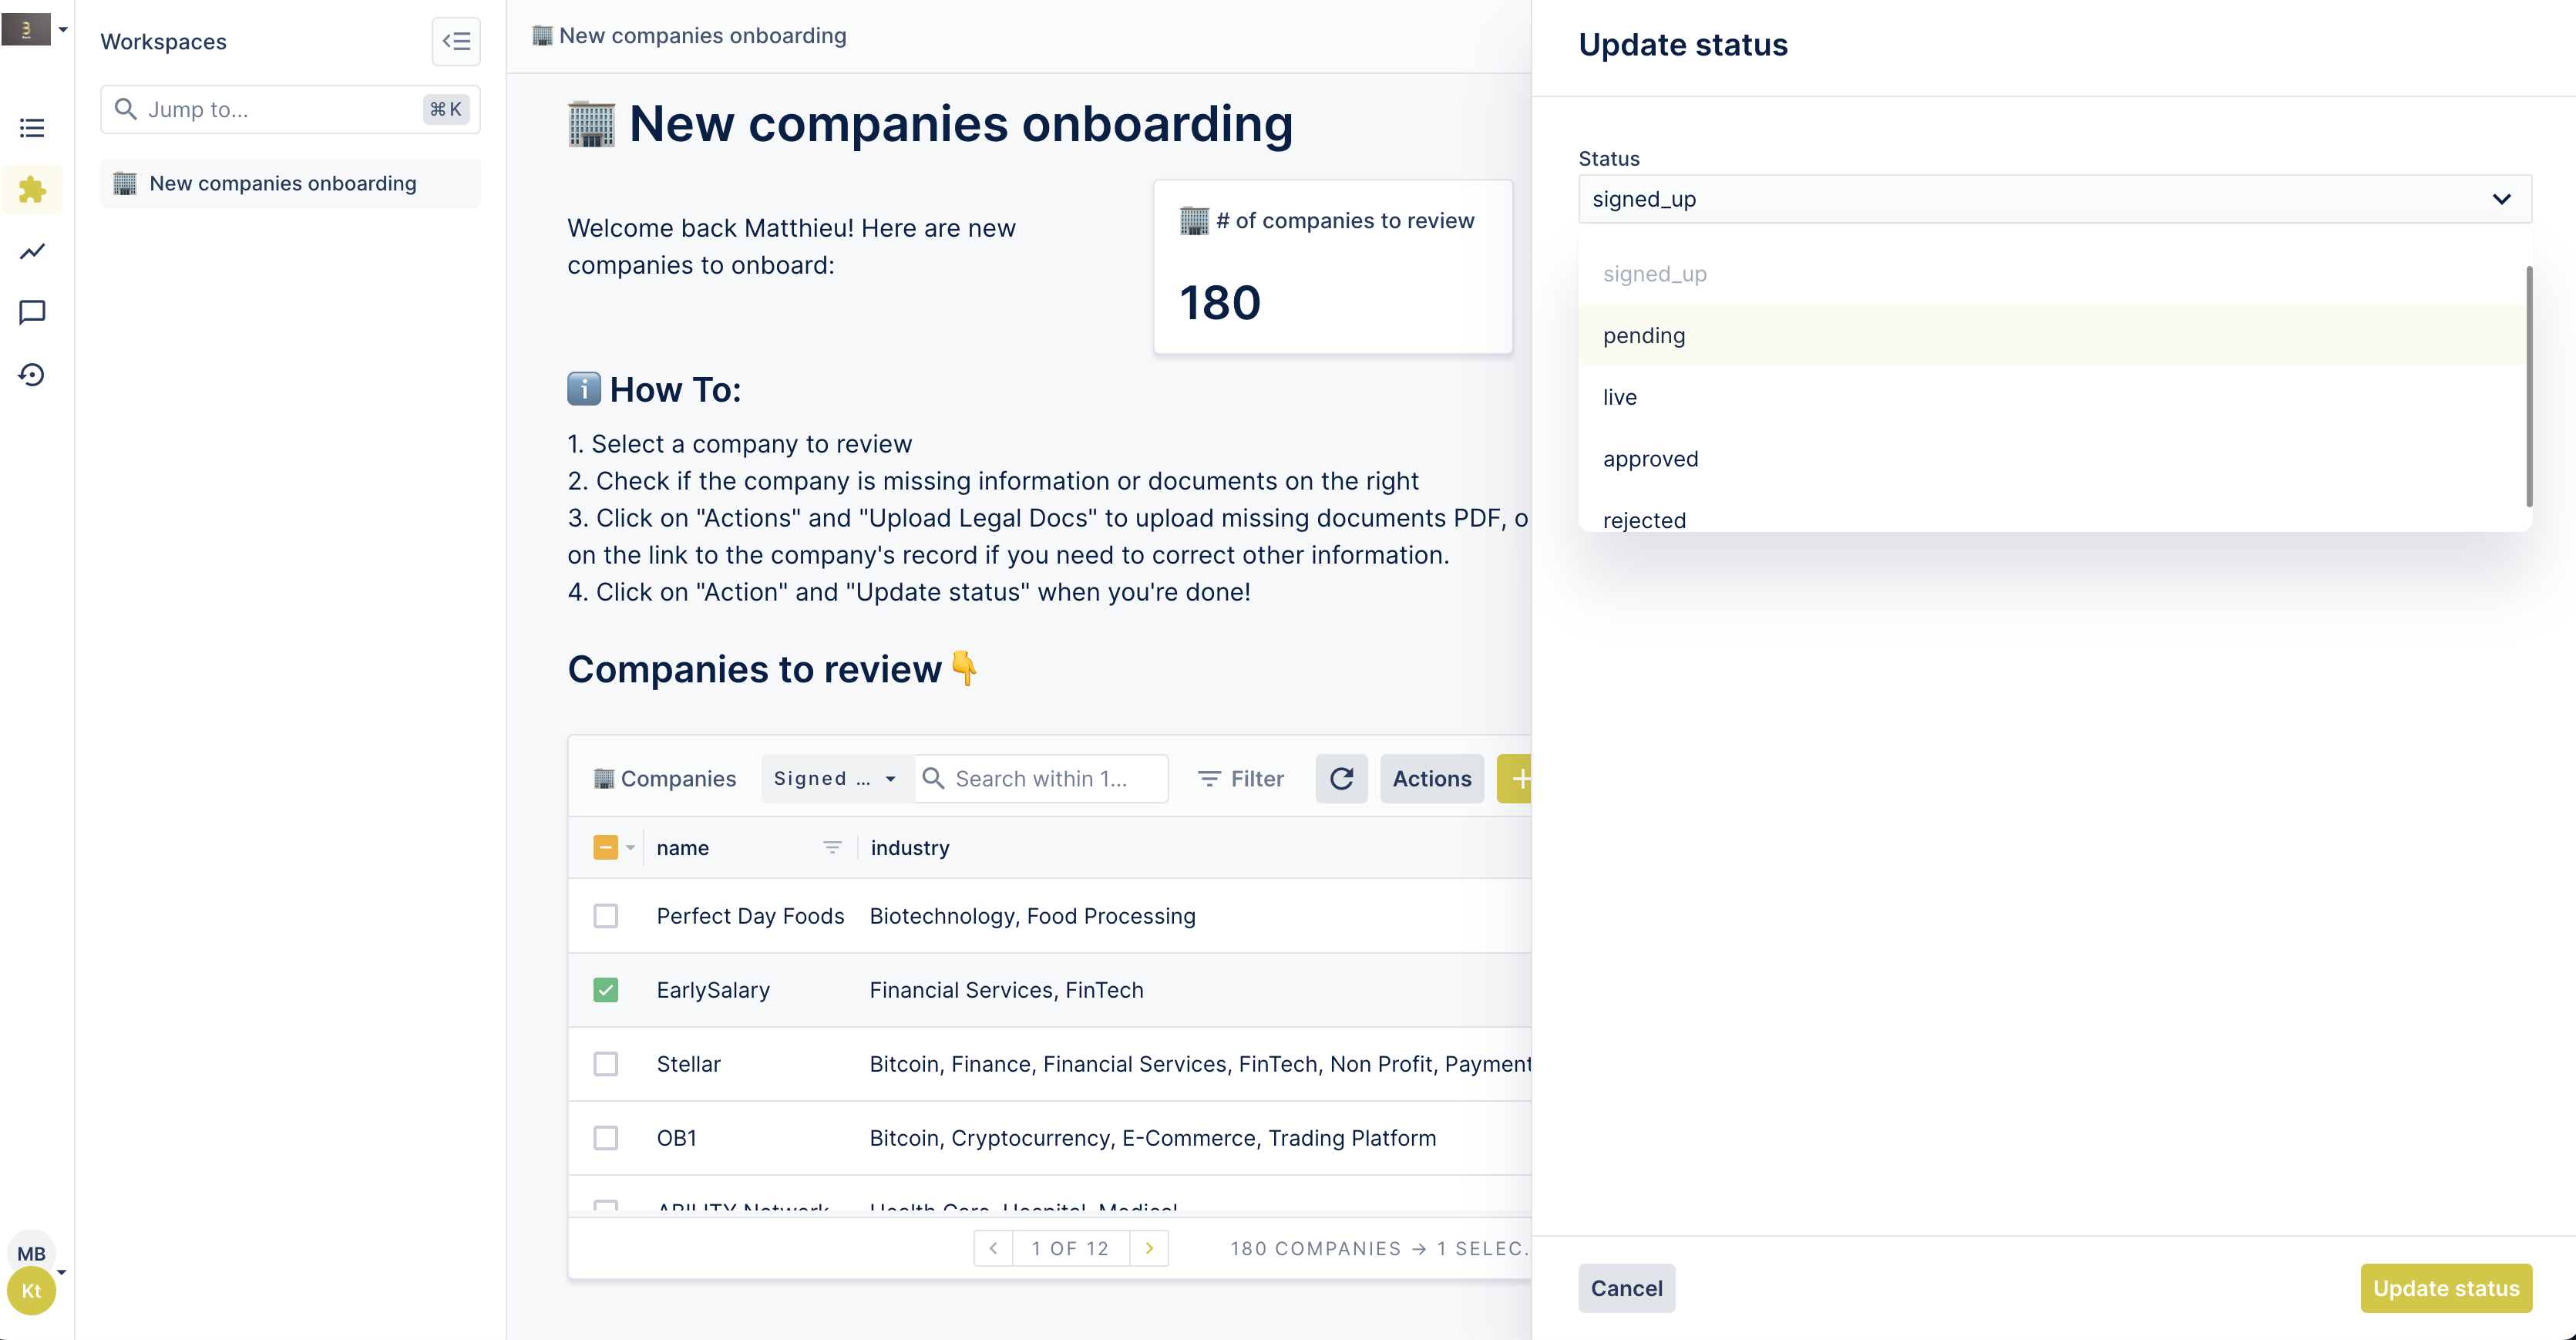 Workspaces
Jump to...
⌘ K
New companies onboarding
MB
Kt
New companies onboarding
New companies onboarding
Welcome back Matthieu! Here are new
companies to onboard:
# of companies to review
180
How To:
1. Select a company to review
2. Check if the company is missing information or documents on the right
3. Click on "Actions" and "Upload Legal Docs" to upload missing documents PDF, o
on the link to the company's record if you need to correct other information.
4. Click on "Action" and "Update status" when you're done!
Companies to review
Companies
Signed ...
Search within 1...
Filter
Actions
name
industry
Perfect Day Foods Biotechnology, Food Processing
EarlySalary Financial Services, FinTech
Stellar Bitcoin, Finance, Financial Services, FinTech, Non Profit, Payment
OB1 Bitcoin, Cryptocurrency, E-Commerce, Trading Platform
ABILITY Network Health Care, Hospital, Medical
1 OF 12
180 COMPANIES → 1 SELEC.
Update status
Status
signed_up
signed_up
pending
live
approved
rejected
Cancel
Update status